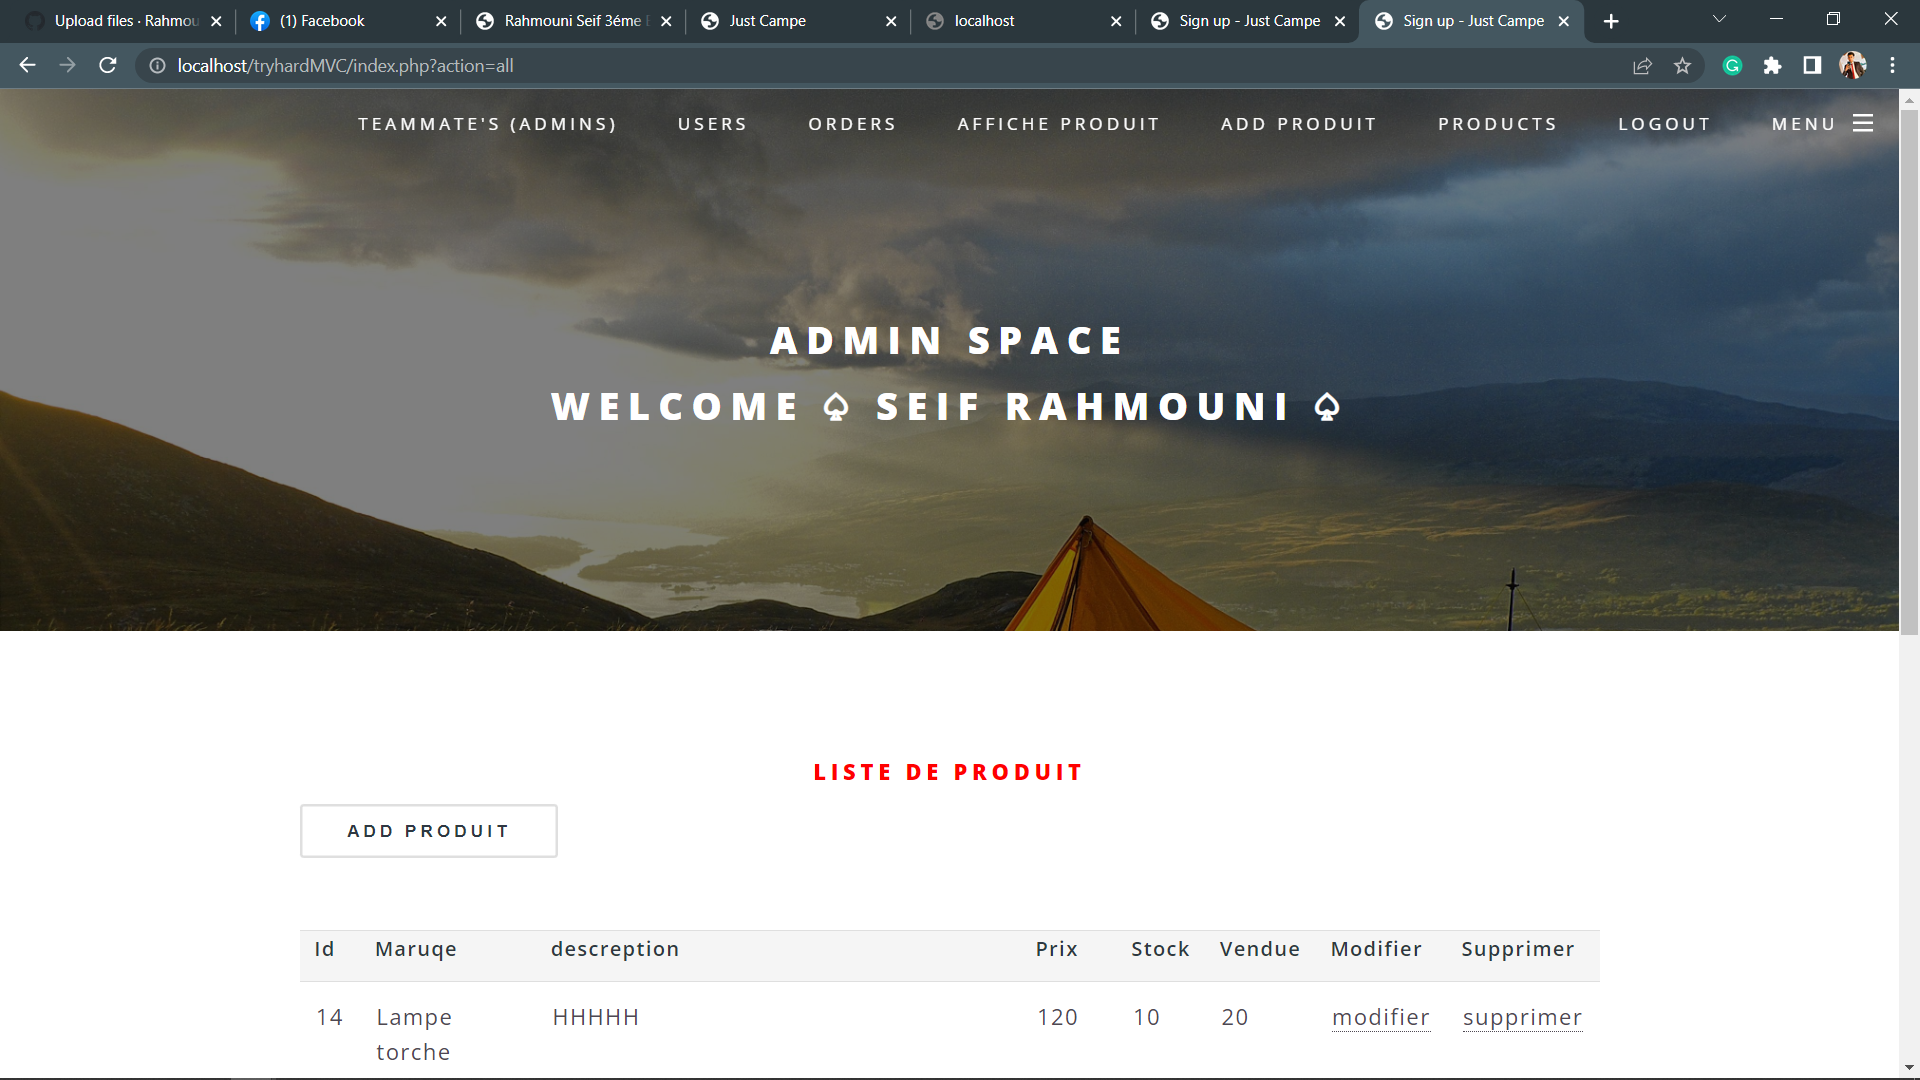 Upload files · Rahmou
(1) Facebook
Rahmouni Seif 3éme
Just Campe
localhost
Sign up - Just Campe
Sign up - Just Campe
localhost/tryhardMVC/index.php?action=all
TEAMMATE'S (ADMINS) USERS ORDERS AFFICHE PRODUIT ADD PRODUIT PRODUCTS LOGOUT MENU
ADMIN SPACE
WELCOME ♤ SEIF RAHMOUNI ♤
LISTE DE PRODUIT
ADD PRODUIT
Id Maruqe descreption Prix Stock Vendue Modifier Supprimer
14 Lampe torche HHHHH 120 10 20 modifier supprimer